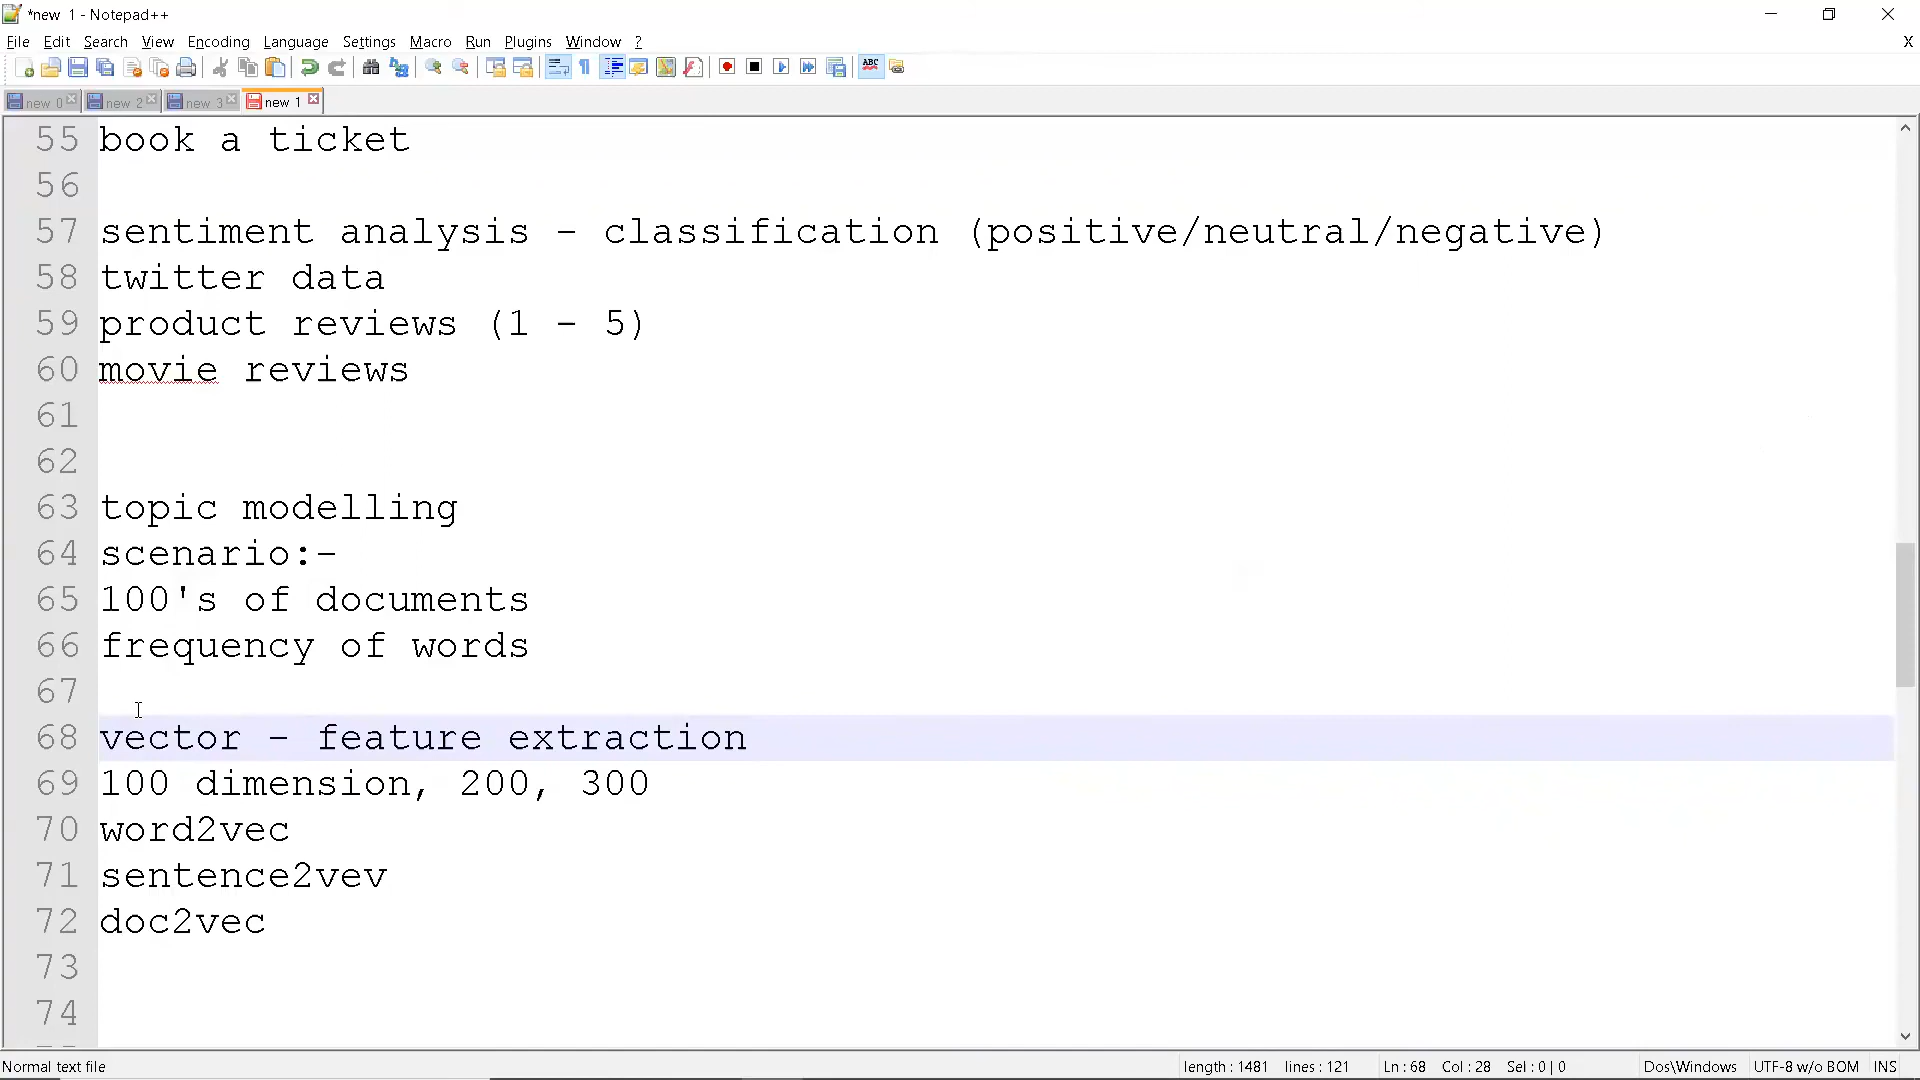 *new 1 - Notepad++
File Edit Search View Encoding Language Settings Macro Run Plugins Window ?
X
ABC
new 0 new 2 new 3 new 1
55 book a ticket
56
57 sentiment analysis - classification (positive/neutral/negative)
58 twitter data
59 product reviews (1 - 5)
60 movie reviews
61
62
63 topic modelling
64 scenario:-
65 100's of documents
66 frequency of words
67
68 vector - feature extraction
69 100 dimension, 200, 300
70 word2vec
71 sentence2vev
72 doc2vec
73
74
Normal text file length : 1481 lines : 121 Ln : 68 Col : 28 Sel : 0 | 0 Dos\Windows UTF-8 w/o BOM INS